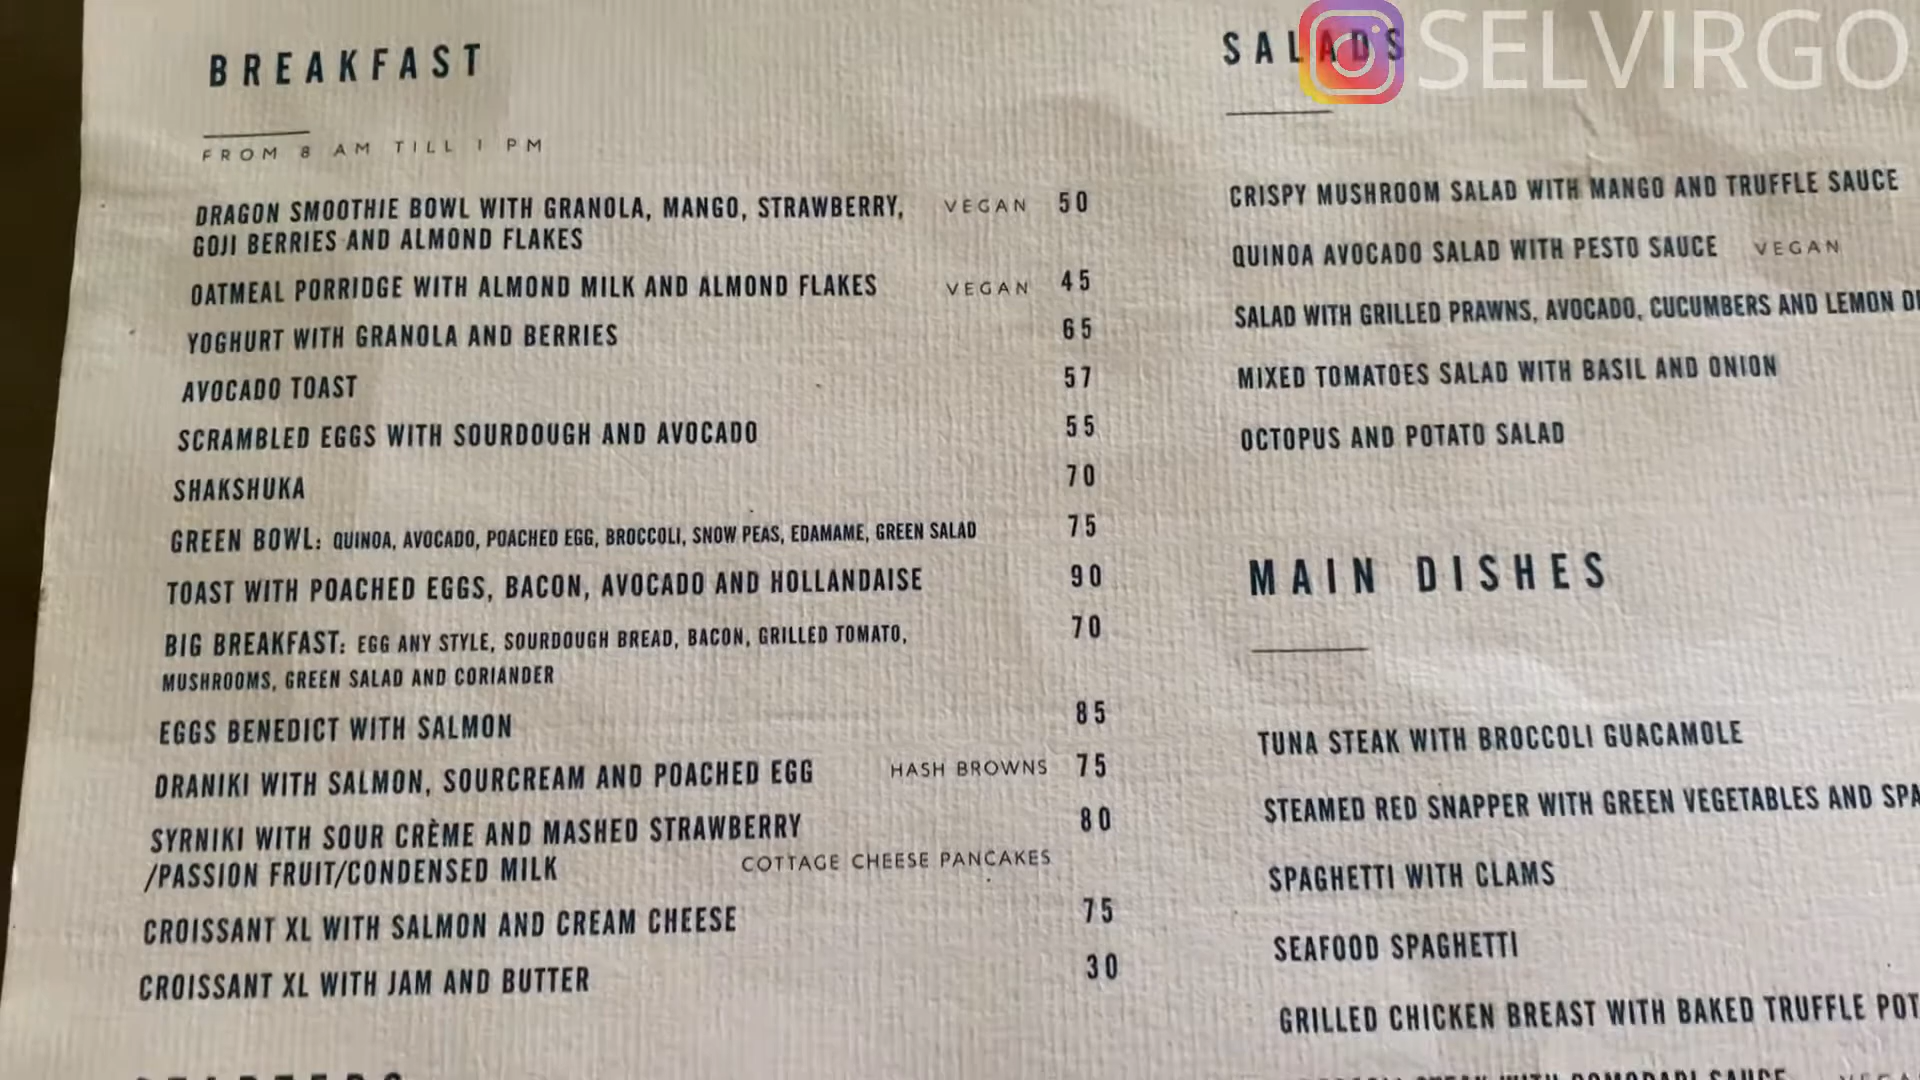 BREAKFAST
FROM 8 AM TILL 1 PM
DRAGON SMOOTHIE BOWL WITH GRANOLA, MANGO, STRAWBERRY, VEGAN 50
GOJI BERRIES AND ALMOND FLAKES
OATMEAL PORRIDGE WITH ALMOND MILK AND ALMOND FLAKES VEGAN 45
YOGHURT WITH GRANOLA AND BERRIES 65
AVOCADO TOAST 57
SCRAMBLED EGGS WITH SOURDOUGH AND AVOCADO 55
SHAKSHUKA 70
GREEN BOWL: QUINOA, AVOCADO, POACHED EGG, BROCCOLI, SNOW PEAS, EDAMAME, GREEN SALAD 75
TOAST WITH POACHED EGGS, BACON, AVOCADO AND HOLLANDAISE 90
BIG BREAKFAST: EGG ANY STYLE, SOURDOUGH BREAD, BACON, GRILLED TOMATO, 70
MUSHROOMS, GREEN SALAD AND CORIANDER
EGGS BENEDICT WITH SALMON 85
DRANIKI WITH SALMON, SOURCREAM AND POACHED EGG HASH BROWNS 75
SYRNIKI WITH SOUR CRÈME AND MASHED STRAWBERRY 80
/PASSION FRUIT/CONDENSED MILK COTTAGE CHEESE PANCAKES
CROISSANT XL WITH SALMON AND CREAM CHEESE 75
CROISSANT XL WITH JAM AND BUTTER 30
SALADS
SELVIRGO
CRISPY MUSHROOM SALAD WITH MANGO AND TRUFFLE SAUCE
QUINOA AVOCADO SALAD WITH PESTO SAUCE VEGAN
SALAD WITH GRILLED PRAWNS, AVOCADO, CUCUMBERS AND LEMON
MIXED TOMATOES SALAD WITH BASIL AND ONION
OCTOPUS AND POTATO SALAD
MAIN DISHES
TUNA STEAK WITH BROCCOLI GUACAMOLE
STEAMED RED SNAPPER WITH GREEN VEGETABLES AND
SPAGHETTI WITH CLAMS
SEAFOOD SPAGHETTI
GRILLED CHICKEN BREAST WITH BAKED TRUFFLE